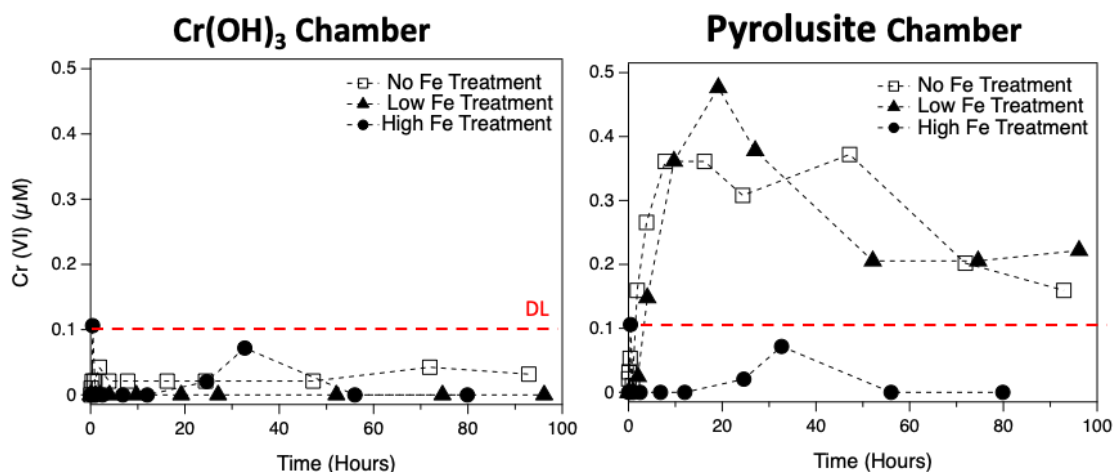 Cr(OH)₃ Chamber
0.5
0.4
0.3
0.2
0.1
0
Cr (VI) (µM)
No Fe Treatment
Low Fe Treatment
High Fe Treatment
DL
0 20 40 60 80 100
Time (Hours)
Pyrolusite Chamber
0.5
0.4
0.3
0.2
0.1
0
No Fe Treatment
Low Fe Treatment
High Fe Treatment
0 20 40 60 80 100
Time (Hours)